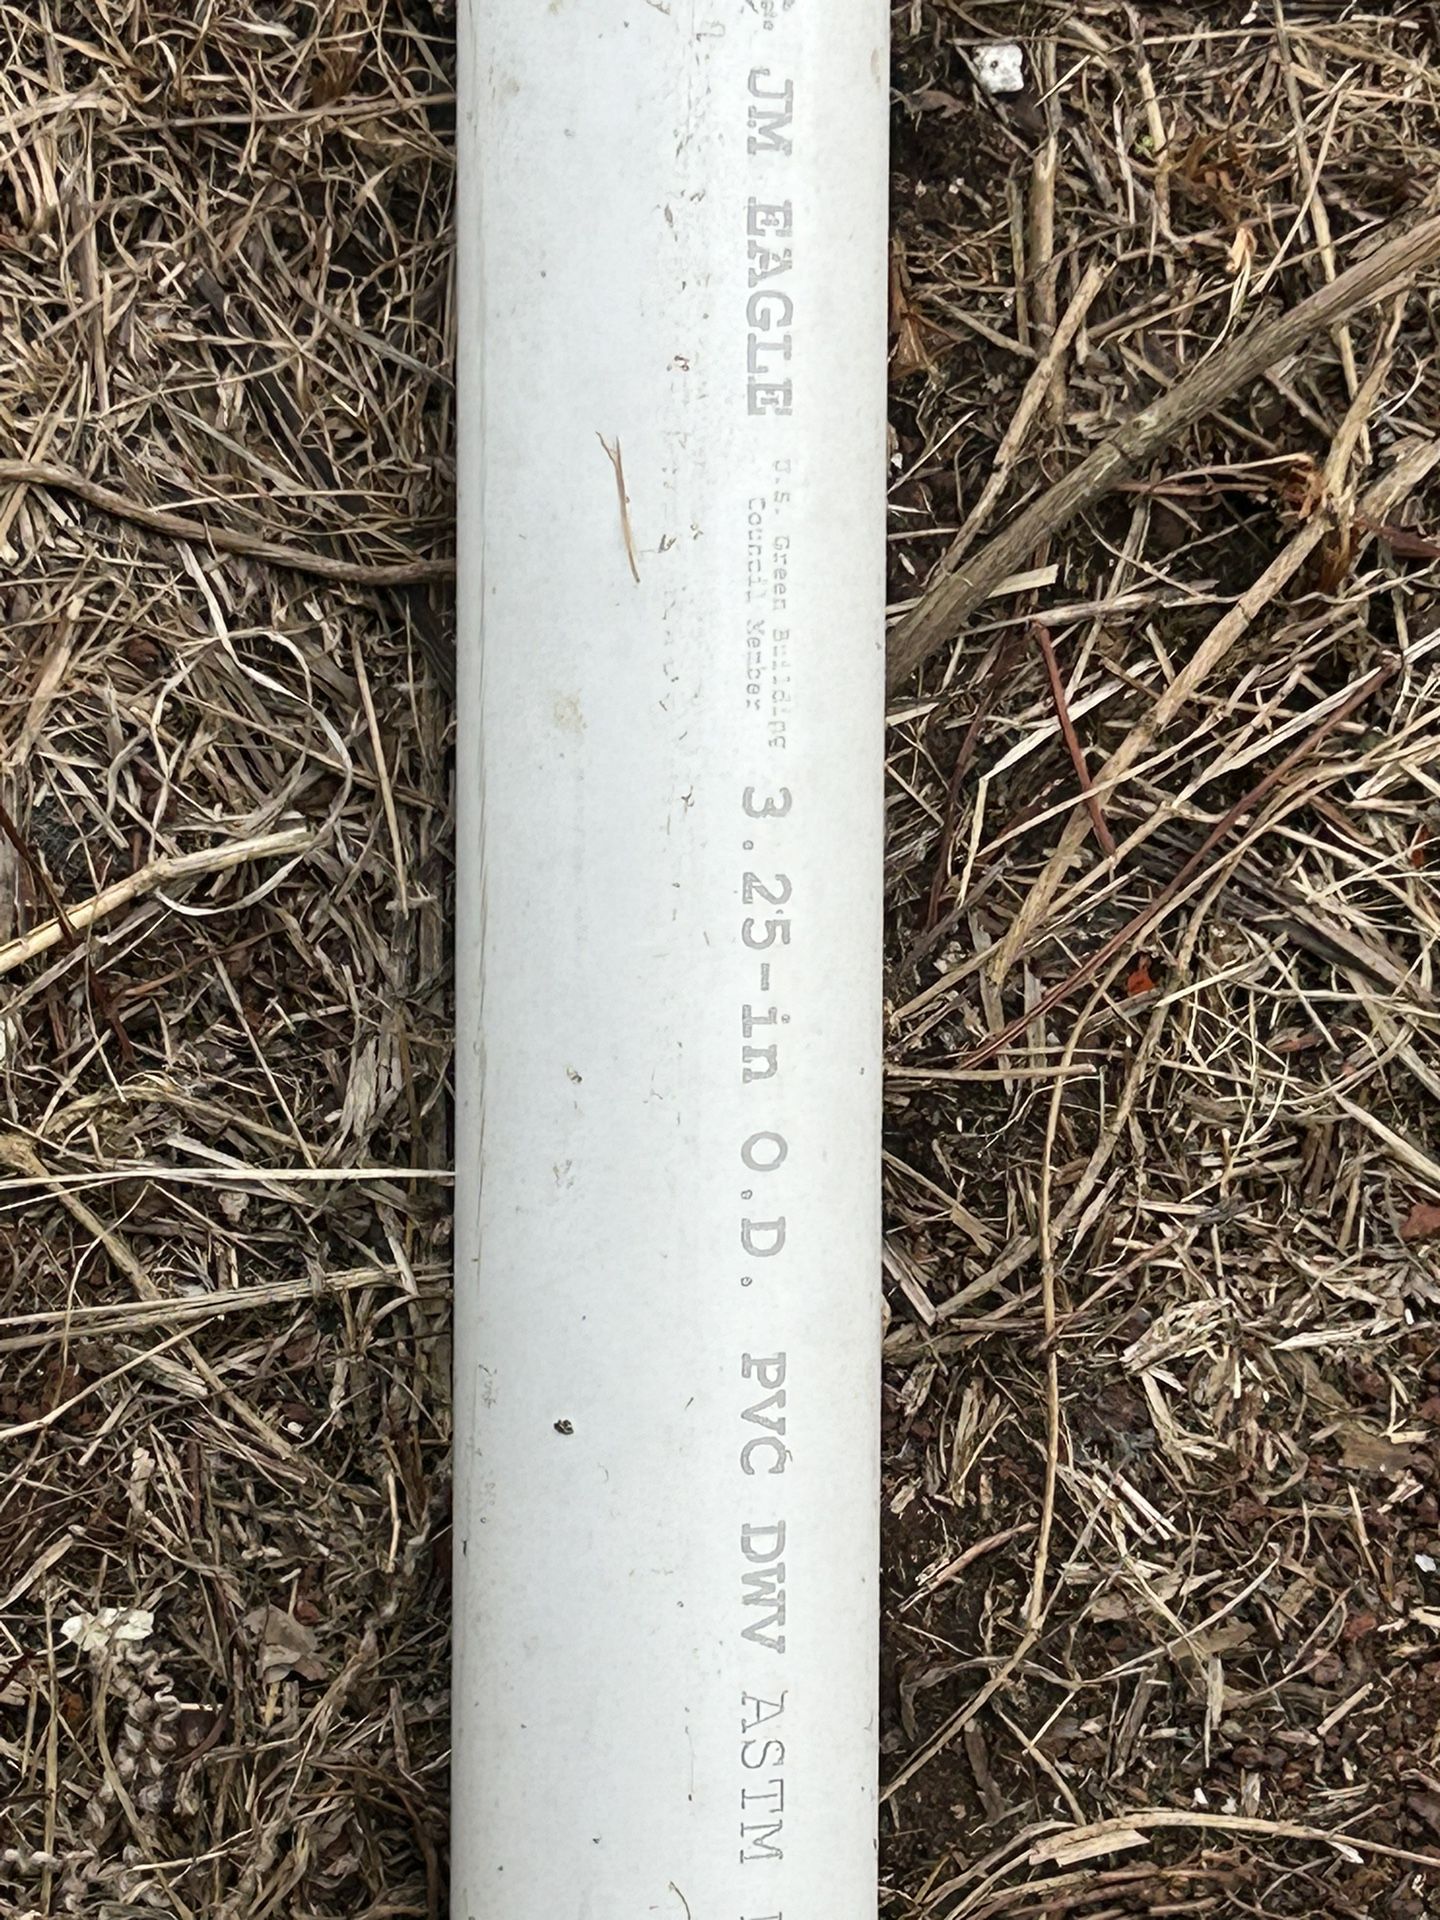 JM EAGLE
U.S. Green Building
Council Member
3.25-in O.D. PVC DWV ASTM